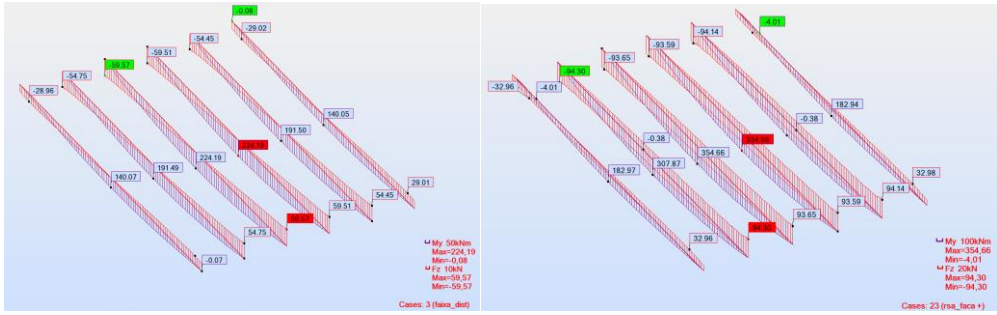 -0.08
-29.02
-54.45
-59.51
-59.57
-54.75
-28.96
140.05
191.50
224.19
224.19
191.49
140.07
29.01
54.45
59.51
59.57
54.75
-0.07
My 50kNm
Max=224,19
Min=-0,08
Fz 10kN
Max=59,57
Min=-59,57
Cases: 3 (faixa_dist)
-4.01
-94.14
-93.59
-93.65
-94,30
-32.96
-4.01
182.94
-0.38
354.66
-0.38
354.66
307.87
182.97
32.98
94.14
93.59
93.65
94.30
32.96
My 100kNm
Max=354,66
Min=-4,01
Fz 20kN
Max=94,30
Min=-94,30
Cases: 23 (rsa_faca +)